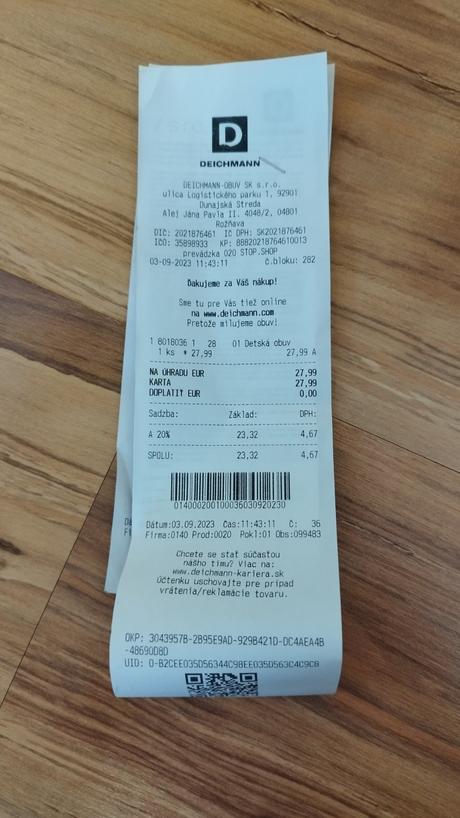 D
DEICHMANN
DEICHMANN-OBUV SK s.r.o.
ulica Logistického parku 1, 92901
Dunajská Streda
Alej Jána Pavla II. 4048/2, 04801
Rožňava
DIČ: 2021876461 IČ DPH: SK2021876461
IČO: 35898933 KP: 88820218764610013
prevádzka 020 STOP.SHOP
03-09-2023 11:43:11 Č.bloku: 282
Ďakujeme za Váš nákup!
Sme tu pre Vás tiež online
na www.deichmann.com
Pretože milujeme obuv!
1 8018036 1 28 01 Detská obuv
1 ks * 27,99 27,99 A
NA ÚHRADU EUR 27,99
KARTA 27,99
DOPLATIŤ EUR 0,00
Sadzba: Základ: DPH:
A 20% 23,32 4,67
SPOLU: 23,32 4,67
014000200100036030920230
Dátum:03.09.2023 Čas:11:43:11 Č: 36
Firma:0140 Prod:0020 Pokl:01 Obs:099483
Chcete se stať súčasťou
nášho tímu? Viac na:
www.deichmann-kariera.sk
Účtenku uschovajte pre prípad
vrátenia/reklamácie tovaru.
OKP: 3043957B-2B95E9AD-929B421D-DC4AEA4B
-48690D8D
UID: O-B2CEE035D56344C98EE035D563C4C9C8